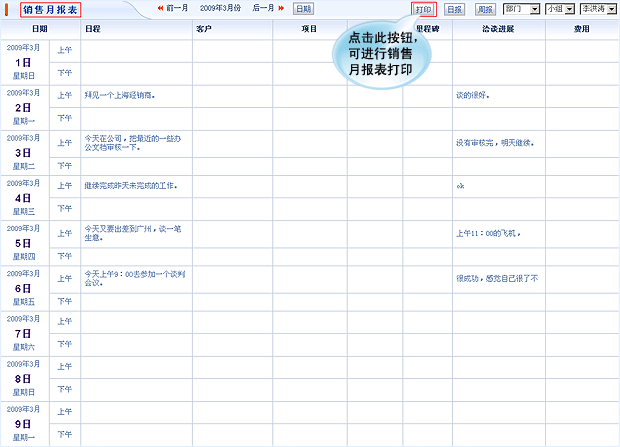 销售月报表 前一月 2009年3月份 后一月 日期 打印 日报 周报 部门 小组 李洪涛
点击此按钮，
可进行销售
月报表打印
日期 日程 客户 项目 里程碑 洽谈进展 费用
2009年3月
1日
星期日
上午
下午
2009年3月
2日
星期一
上午 拜见一个上海经销商。 谈的很好。
下午
2009年3月
3日
星期二
上午 今天在公司，把最近的一些办
公文档审核一下。 没有审核完，明天继续。
下午
2009年3月
4日
星期三
上午 继续完成昨天未完成的工作。 ok
下午
2009年3月
5日
星期四
上午 今天又要出差到广州，谈一笔
生意。 上午11：00的飞机，
下午
2009年3月
6日
星期五
上午 今天上午9：00去参加一个谈判
会议。 很成功，感觉自己很了不
下午
2009年3月
7日
星期六
上午
下午
2009年3月
8日
星期日
上午
下午
2009年3月
9日
星期一
上午
下午